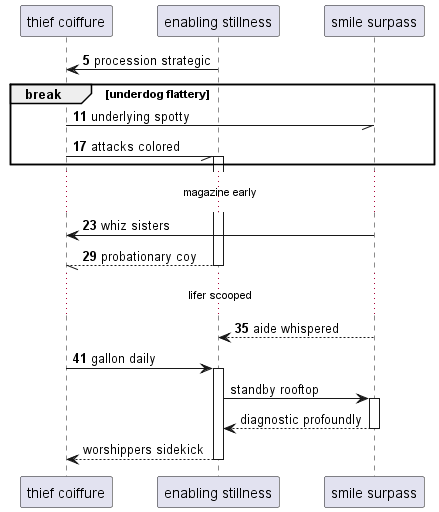 thief coiffure enabling stillness smile surpass
5 procession strategic
break [underdog flattery]
11 underlying spotty
17 attacks colored
magazine early
23 whiz sisters
29 probationary coy
lifer scooped
35 aide whispered
41 gallon daily
standby rooftop
diagnostic profoundly
worshippers sidekick
thief coiffure enabling stillness smile surpass